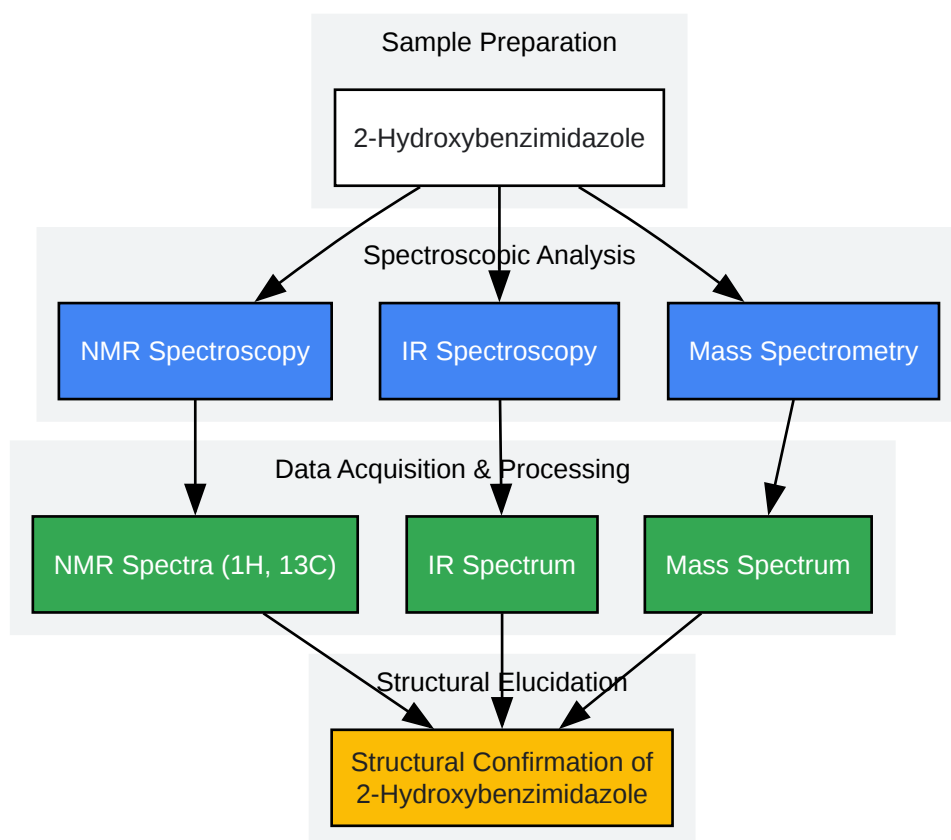 Sample Preparation
2-Hydroxybenzimidazole
Spectroscopic Analysis
NMR Spectroscopy
IR Spectroscopy
Mass Spectrometry
Data Acquisition & Processing
NMR Spectra (1H, 13C)
IR Spectrum
Mass Spectrum
Structural Elucidation
Structural Confirmation of
2-Hydroxybenzimidazole